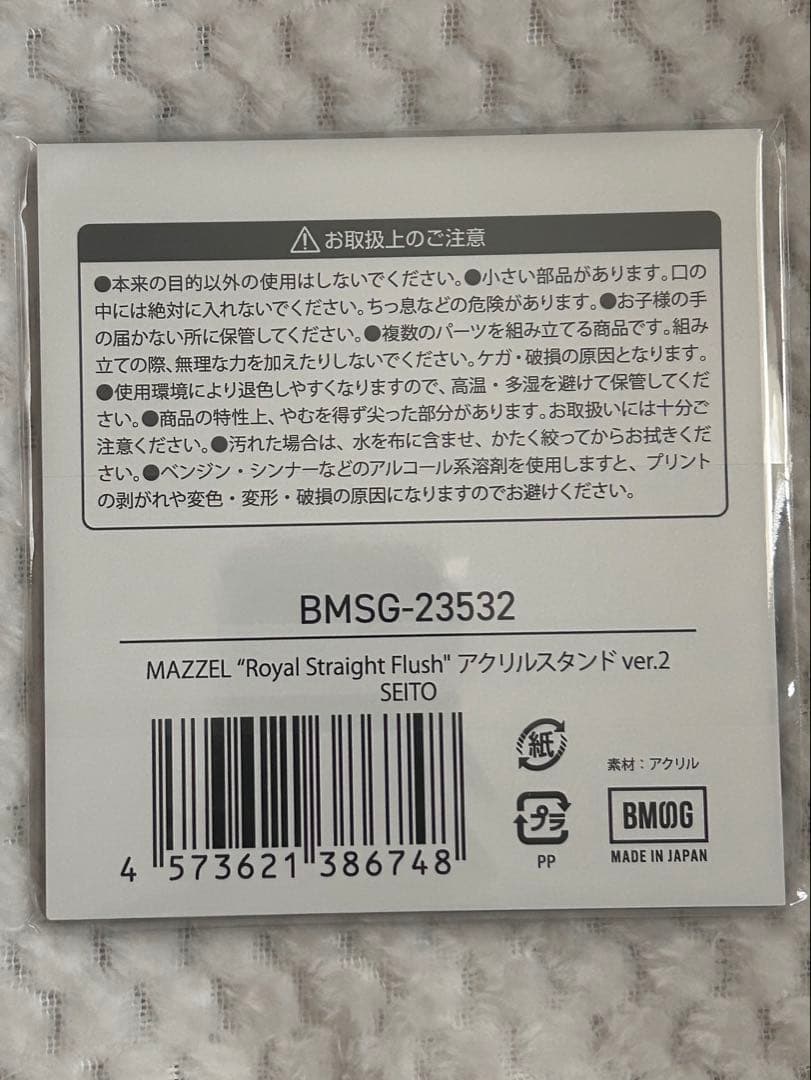 ⚠お取扱上のご注意
●本来の目的以外の使用はしないでください。●小さい部品があります。口の
中には絶対に入れないでください。ちっ息などの危険があります。●お子様の手
の届かない所に保管してください。●複数のパーツを組み立てる商品です。組み
立ての際、無理な力を加えたりしないでください。ケガ・破損の原因となります。
●使用環境により退色しやすくなりますので、高温・多湿を避けて保管してくだ
さい。●商品の特性上、やむを得ず尖った部分があります。お取扱いには十分ご
注意ください。●汚れた場合は、水を布に含ませ、かたく絞ってからお拭きくだ
さい。●ベンジン・シンナーなどのアルコール系溶剤を使用しますと、プリント
の剥がれや変色・変形・破損の原因になりますのでお避けください。
BMSG-23532
MAZZEL “Royal Straight Flush" アクリルスタンド ver.2
SEITO
4 573621 386748
紙
プラ
PP
素材：アクリル
BMSG
MADE IN JAPAN